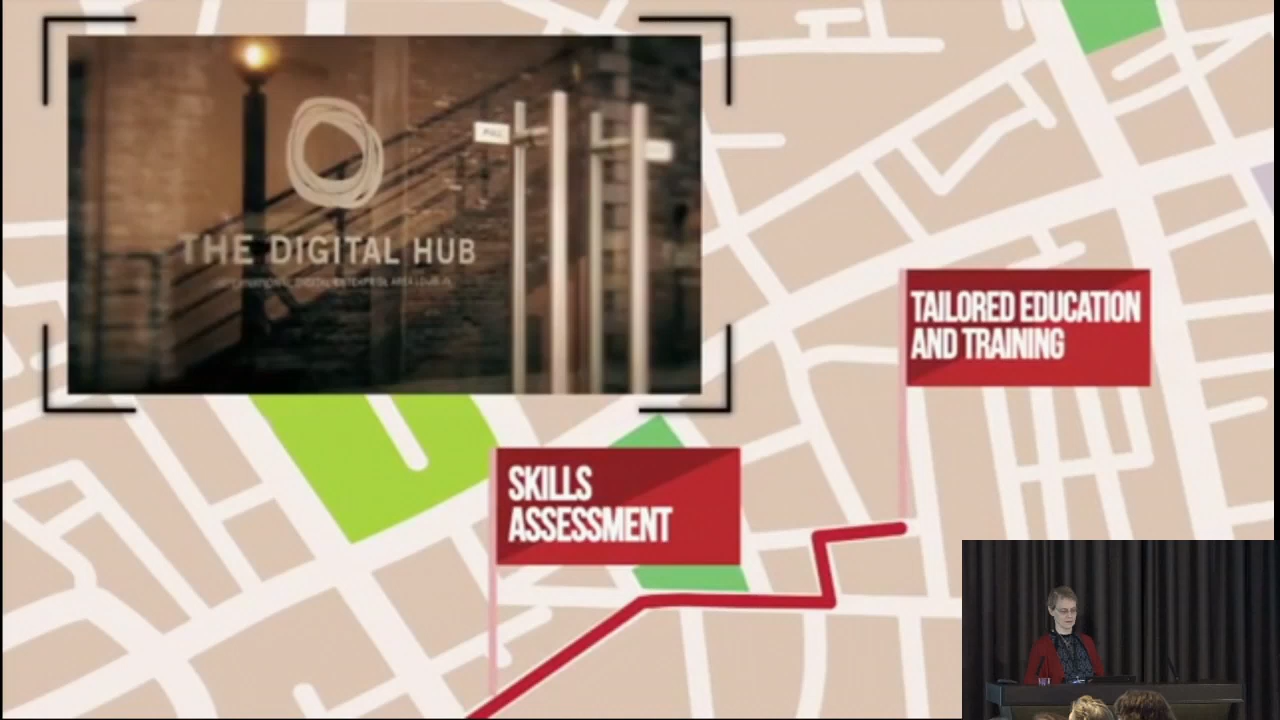 THE DIGITAL HUB
SKILLS
ASSESSMENT
TAILORED EDUCATION
AND TRAINING